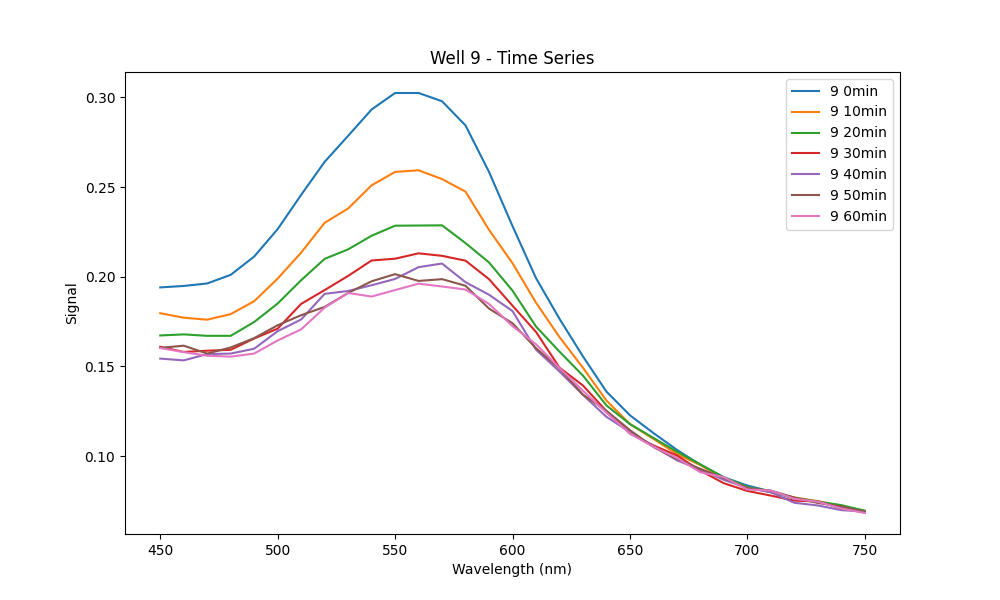 Well 9 - Time Series
9 0min
9 10min
9 20min
9 30min
9 40min
9 50min
9 60min
0.30
0.25
0.20
0.15
0.10
Signal
450 500 550 600 650 700 750
Wavelength (nm)